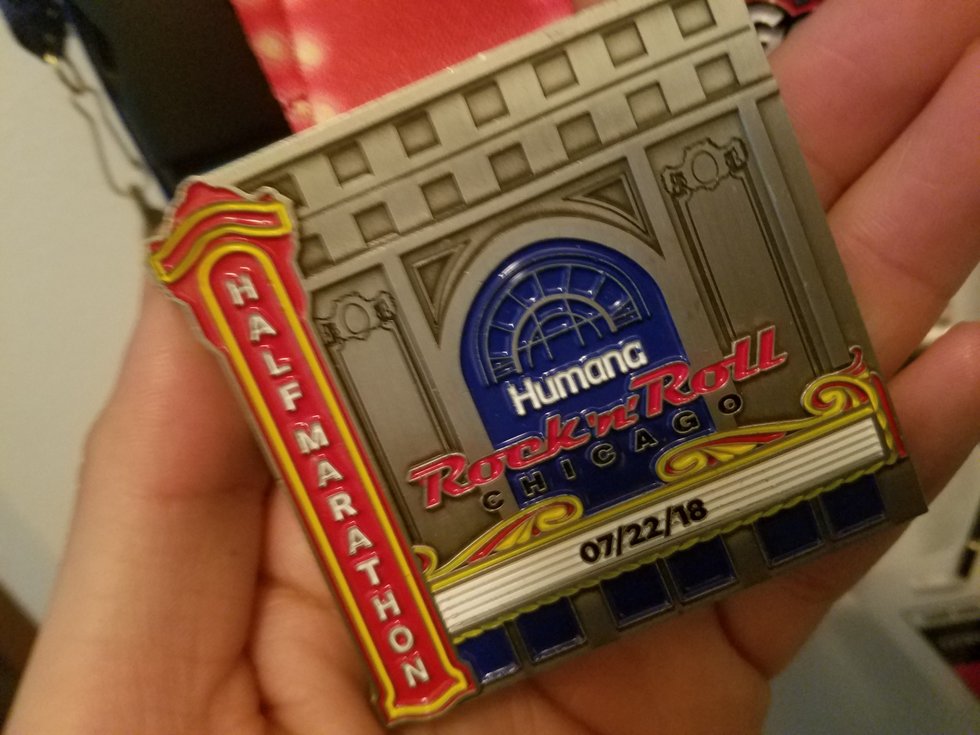 HALF MARATHON
Humana
Rock 'n' Roll
CHICAGO
07/22/18